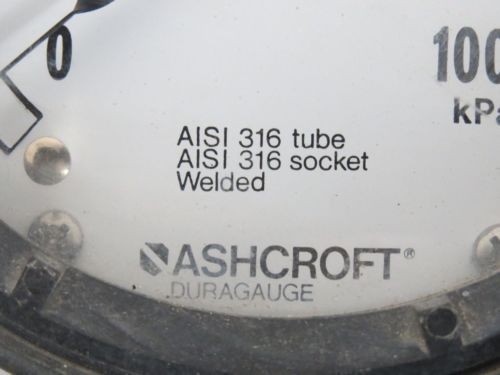 0
100
kPa
AISI 316 tube
AISI 316 socket
Welded
ASHCROFT®
DURAGAUGE